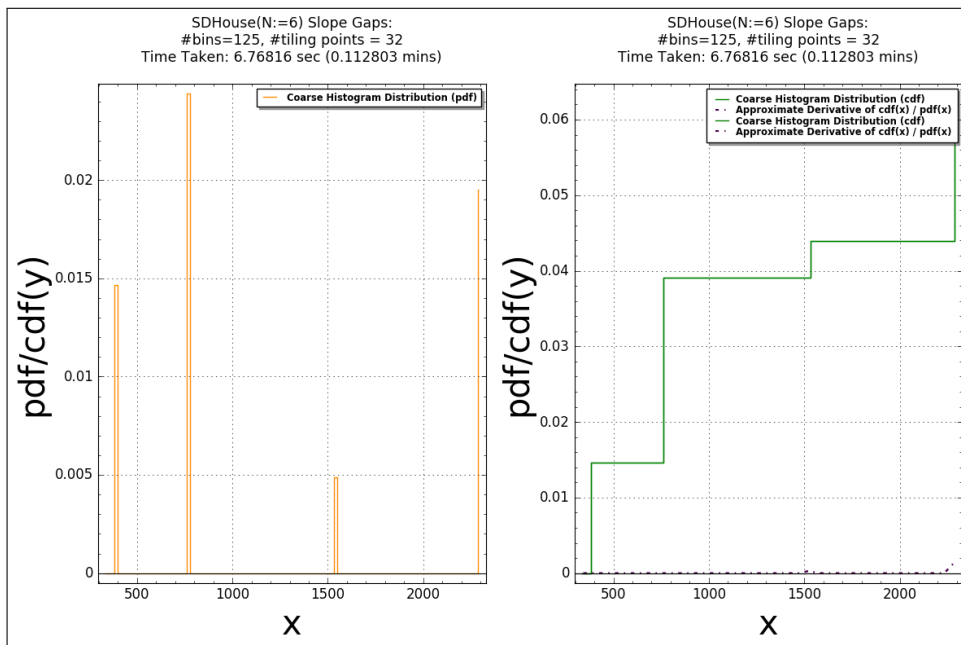 SDHouse(N:=6) Slope Gaps:
#bins=125, #tiling points = 32
Time Taken: 6.76816 sec (0.112803 mins)
Coarse Histogram Distribution (pdf)
pdf/cdf(y)
0.02
0.015
0.01
0.005
0
500
1000
1500
2000
x
SDHouse(N:=6) Slope Gaps:
#bins=125, #tiling points = 32
Time Taken: 6.76816 sec (0.112803 mins)
Coarse Histogram Distribution (cdf)
Approximate Derivative of cdf(x) / pdf(x)
Coarse Histogram Distribution (cdf)
Approximate Derivative of cdf(x) / pdf(x)
pdf/cdf(y)
0.06
0.05
0.04
0.03
0.02
0.01
0
500
1000
1500
2000
x